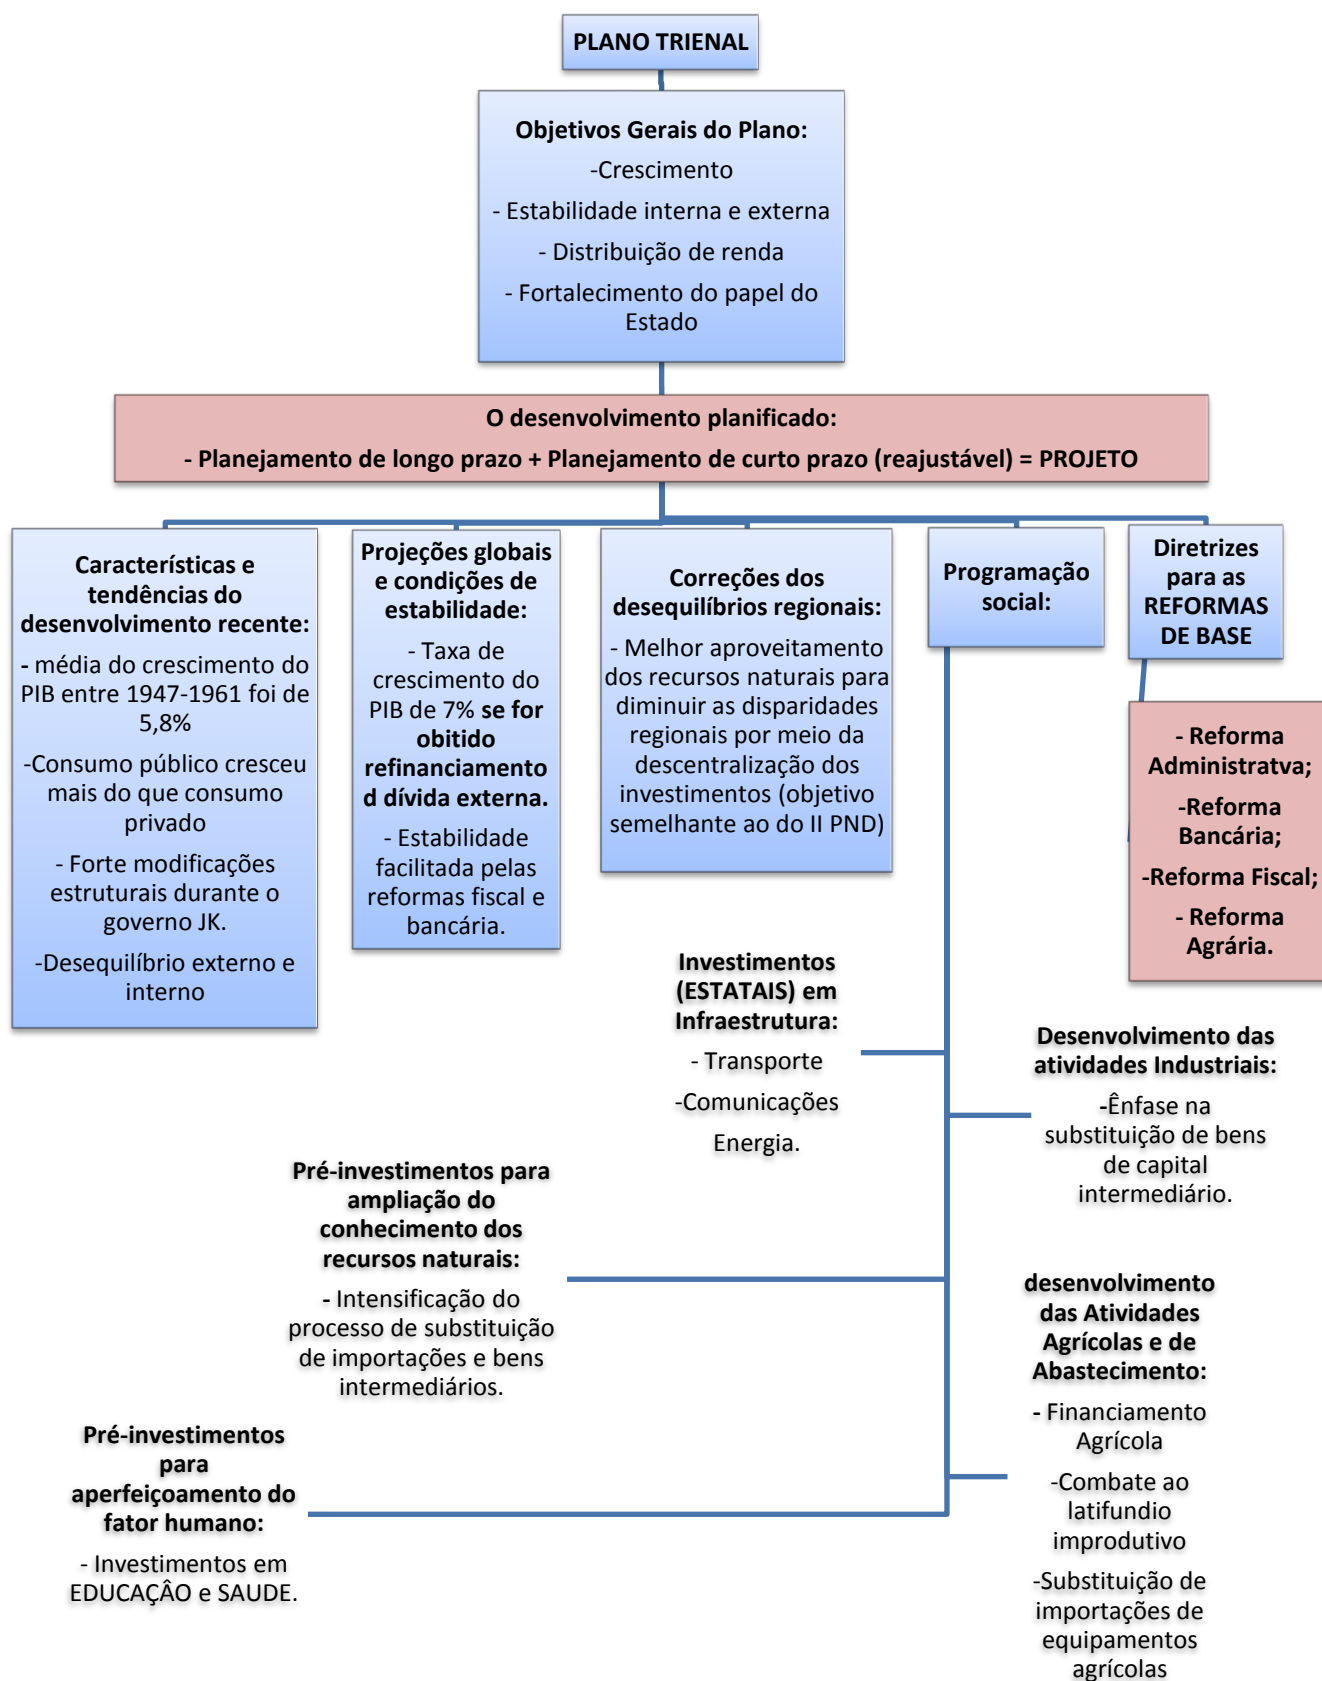 PLANO TRIENAL
Objetivos Gerais do Plano:
-Crescimento
- Estabilidade interna e externa
- Distribuição de renda
- Fortalecimento do papel do
Estado
O desenvolvimento planificado:
- Planejamento de longo prazo + Planejamento de curto prazo (reajustável) = PROJETO
Características e
tendências do
desenvolvimento recente:
- média do crescimento do
PIB entre 1947-1961 foi de
5,8%
-Consumo público cresceu
mais do que consumo
privado
- Forte modificações
estruturais durante o
governo JK.
-Desequilíbrio externo e
interno
Projeções globais
e condições de
estabilidade:
- Taxa de
crescimento do
PIB de 7% se for
obitido
refinanciamento
d dívida externa.
- Estabilidade
facilitada pelas
reformas fiscal e
bancária.
Correções dos
desequilíbrios regionais:
- Melhor aproveitamento
dos recursos naturais para
diminuir as disparidades
regionais por meio da
descentralização dos
investimentos (objetivo
semelhante ao do II PND)
Programação
social:
Diretrizes
para as
REFORMAS
DE BASE
- Reforma
Administratva;
-Reforma
Bancária;
-Reforma Fiscal;
- Reforma
Agrária.
Investimentos
(ESTATAIS) em
Infraestrutura:
- Transporte
-Comunicações
Energia.
Desenvolvimento das
atividades Industriais:
-Ênfase na
substituição de bens
de capital
intermediário.
Pré-investimentos para
ampliação do
conhecimento dos
recursos naturais:
- Intensificação do
processo de substituição
de importações e bens
intermediários.
desenvolvimento
das Atividades
Agrícolas e de
Abastecimento:
- Financiamento
Agrícola
-Combate ao
latifundio
improdutivo
-Substituição de
importações de
equipamentos
agrícolas
Pré-investimentos
para
aperfeiçoamento do
fator humano:
- Investimentos em
EDUCAÇÂO e SAUDE.